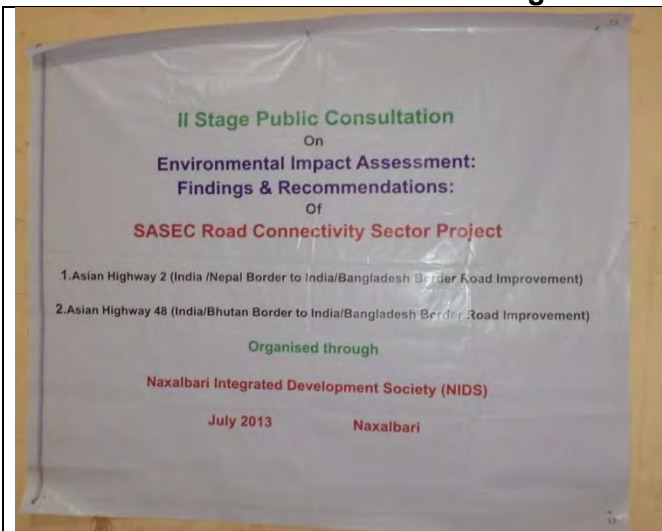 II Stage Public Consultation
On
Environmental Impact Assessment:
Findings & Recommendations:
Of
SASEC Road Connectivity Sector Project
1.Asian Highway 2 (India /Nepal Border to India/Bangladesh Border Road Improvement)
2.Asian Highway 48 (India/Bhutan Border to India/Bangladesh Border Road Improvement)
Organised through
Naxalbari Integrated Development Society (NIDS)
July 2013 Naxalbari